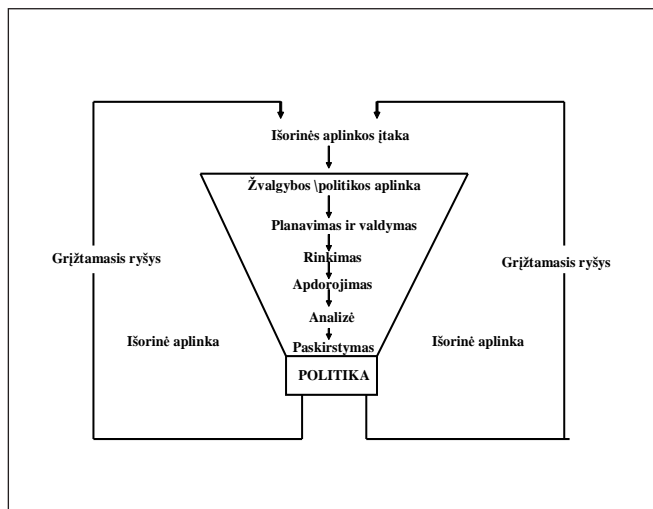 Išorinės aplinkos įtaka
Žvalgybos \politikos aplinka
Planavimas ir valdymas
Rinkimas
Grįžtamasis ryšys
Grįžtamasis ryšys
Apdorojimas
Analizė
Išorinė aplinka
Išorinė aplinka
Paskirstymas
POLITIKA